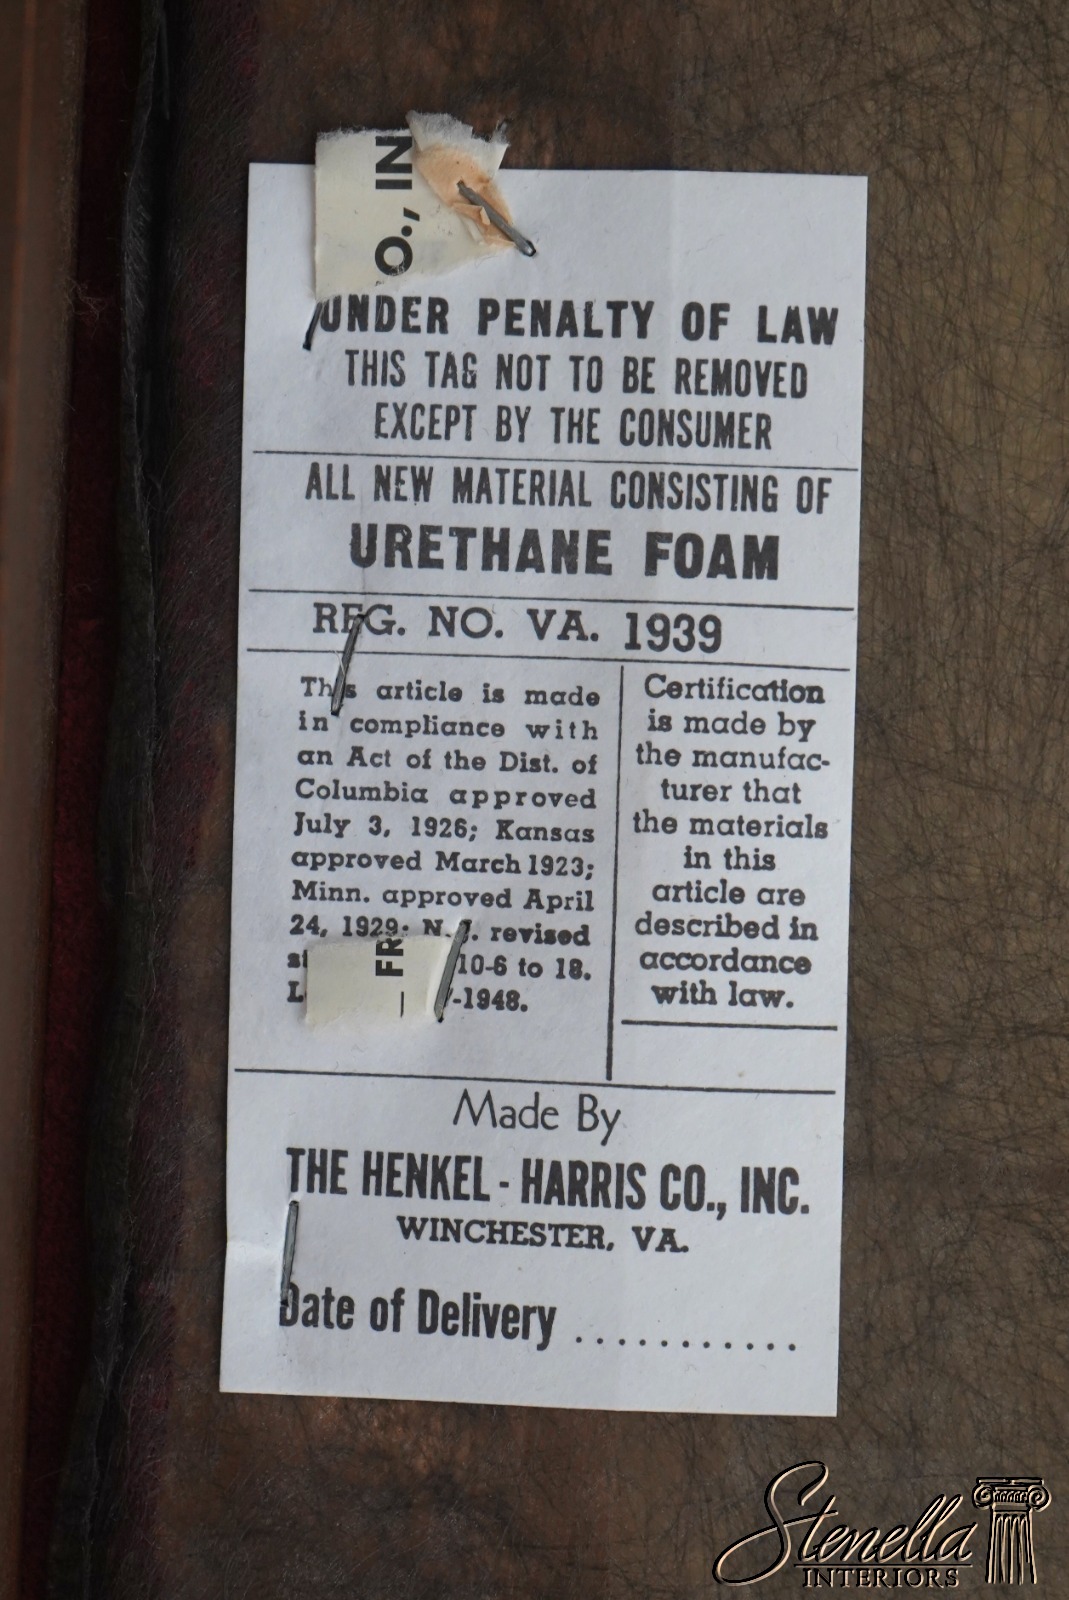 O., IN
UNDER PENALTY OF LAW
THIS TAG NOT TO BE REMOVED
EXCEPT BY THE CONSUMER
ALL NEW MATERIAL CONSISTING OF
URETHANE FOAM
REG. NO. VA. 1939
This article is made
in compliance with
an Act of the Dist. of
Columbia approved
July 3, 1926; Kansas
approved March 1923;
Minn. approved April
24, 1929; N.J. revised
10-6 to 18.
-1948.
FR
Certification
is made by
the manufac-
turer that
the materials
in this
article are
described in
accordance
with law.
Made By
THE HENKEL - HARRIS CO., INC.
WINCHESTER, VA.
Date of Delivery ...........
Stenella
INTERIORS